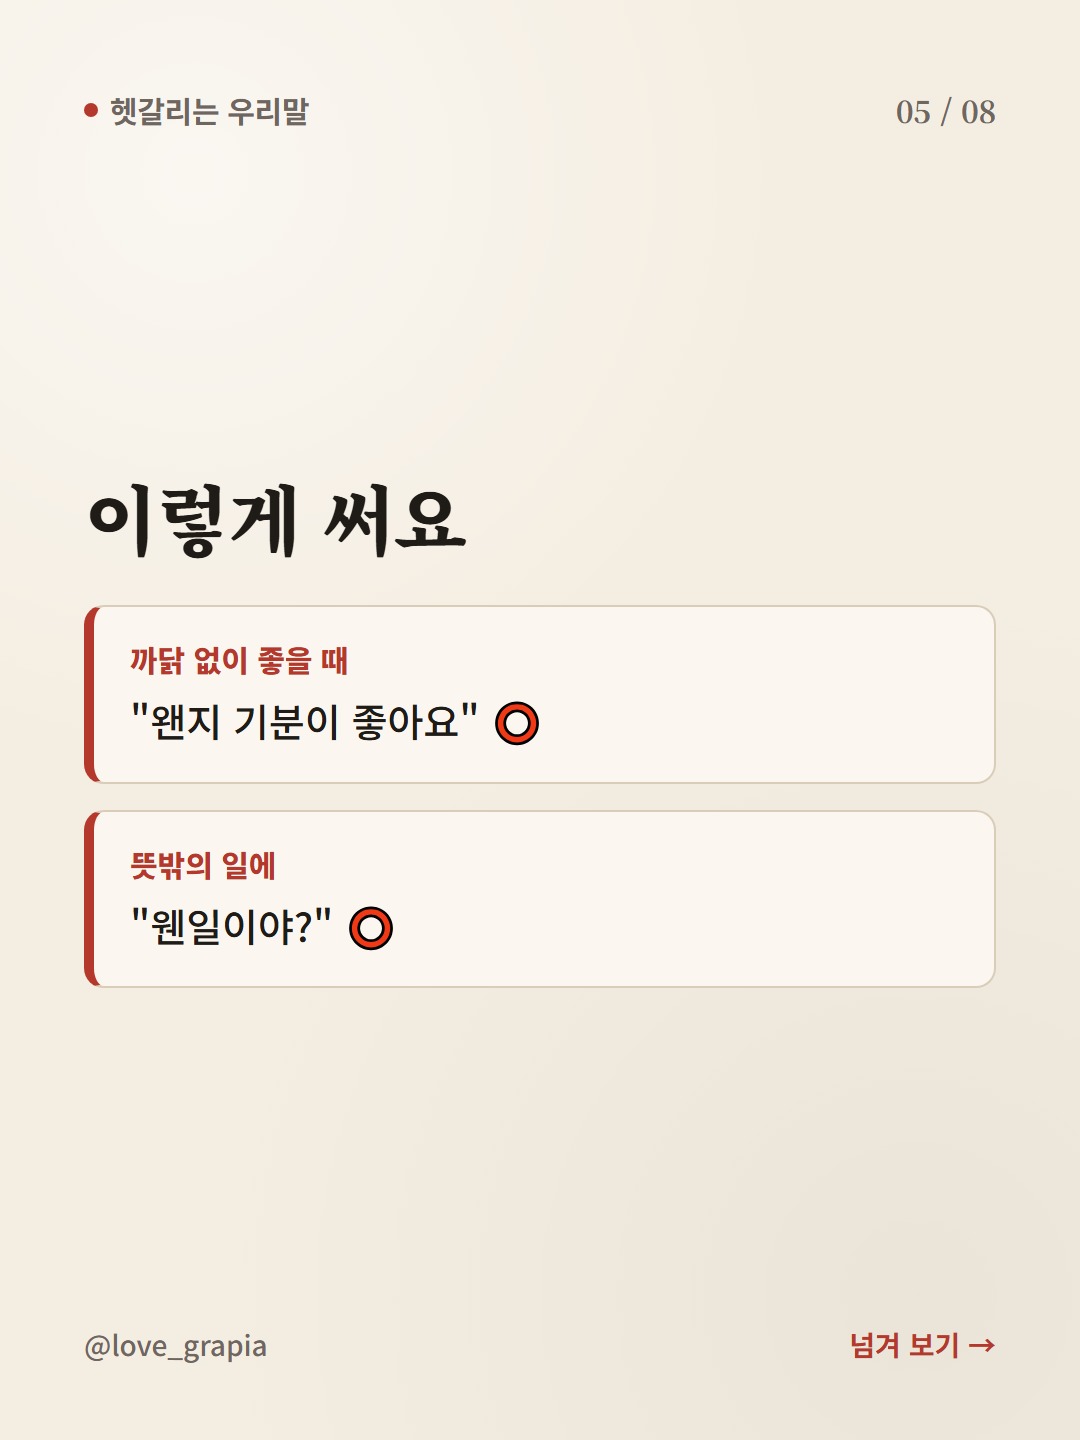 헷갈리는 우리말
05 / 08
이렇게 써요
까닭 없이 좋을 때
"왠지 기분이 좋아요" ⭕
뜻밖의 일에
"웬일이야?" ⭕
@love_grapia
넘겨 보기 →